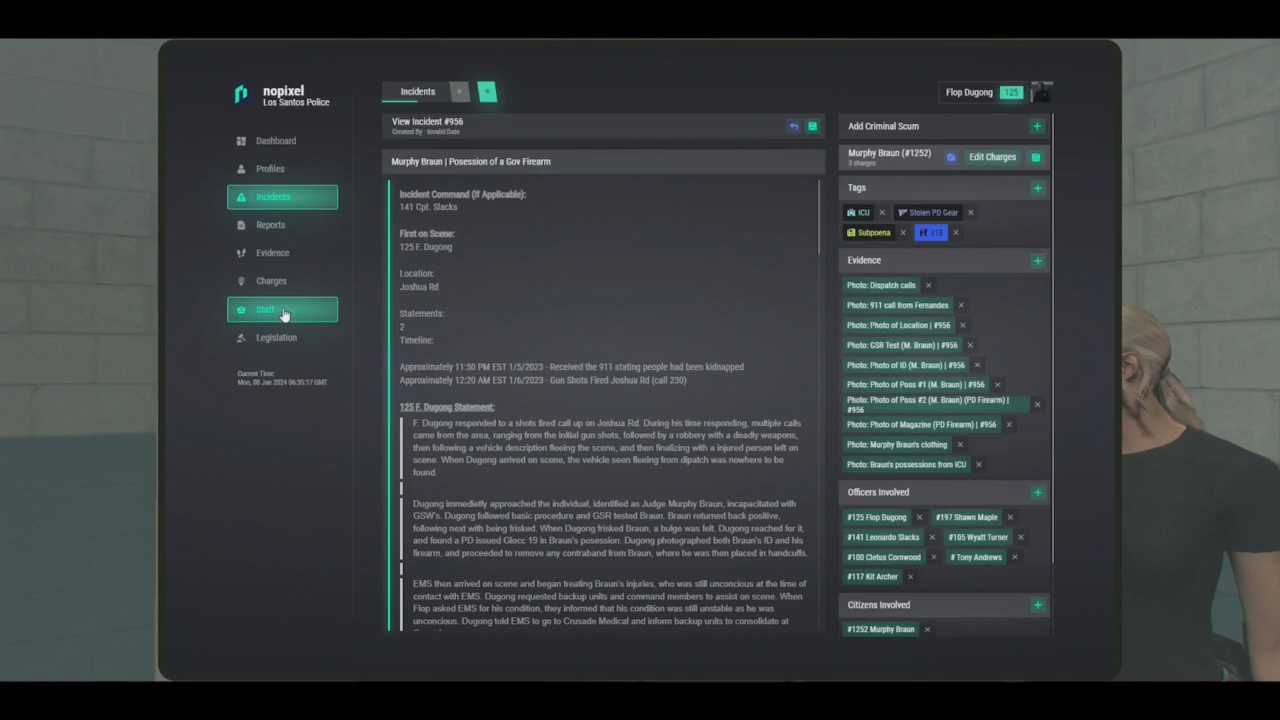 nopixel
Los Santos Police
Dashboard
Profiles
Incidents
Reports
Evidence
Charges
Staff
Legislation
Current Time:
Mon, 08 Jan 2024 06:35:17 GMT
Incidents
Flop Dugong 125
View Incident #956
Created By - Invalid Date
Murphy Braun | Posession of a Gov Firearm
Incident Command (If Applicable):
141 Cpt. Slacks
First on Scene:
125 F. Dugong
Location:
Joshua Rd
Statements:
2
Timeline:
Approximately 11:50 PM EST 1/5/2023 - Received the 911 stating people had been kidnapped
Approximately 12:20 AM EST 1/6/2023 - Gun Shots Fired Joshua Rd (call 230)
125 F. Dugong Statement:
F. Dugong responded to a shots fired call up on Joshua Rd. During his time responding, multiple calls
came from the area, ranging from the initial gun shots, followed by a robbery with a deadly weapons,
then following a vehicle description fleeing the scene, and then finalizing with a injured person left on
scene. When Dugong arrived on scene, the vehicle seen fleeing from dipatch was nowhere to be
found.
Dugong immedietly approached the individual, identified as Judge Murphy Braun, incapacitated with
GSW's. Dugong followed basic procedure and GSR tested Braun. Braun returned back positive,
following next with being frisked. When Dugong frisked Braun, a bulge was felt. Dugong reached for it,
and found a PD issued Glocc 19 in Braun's posession. Dugong photographed both Braun's ID and his
firearm, and proceeded to remove any contraband from Braun, where he was then placed in handcuffs.
EMS then arrived on scene and began treating Braun's injuries, who was still unconcious at the time of
contact with EMS. Dugong requested backup units and command members to assist on scene. When
Flop asked EMS for his condition, they informed that his condition was still unstable as he was
unconcious. Dugong told EMS to go to Crusade Medical and inform backup units to consolidate at
Add Criminal Scum
Murphy Braun (#1252)
3 charges
Edit Charges
Tags
ICU
Stolen PD Gear
Subpoena
Evidence
Photo: Dispatch calls
Photo: 911 call from Fernandes
Photo: Photo of Location | #956
Photo: GSR Test (M. Braun) | #956
Photo: Photo of ID (M. Braun) | #956
Photo: Photo of Poss #1 (M. Braun) | #956
Photo: Photo of Poss #2 (M. Braun) (PD Firearm) |
#956
Photo: Photo of Magazine (PD Firearm) | #956
Photo: Murphy Braun's clothing
Photo: Braun's possessions from ICU
Officers Involved
#125 Flop Dugong
#197 Shawn Maple
#141 Leonardo Slacks
#105 Wyatt Turner
#100 Cletus Cornwood
# Tony Andrews
#117 Kit Archer
Citizens Involved
#1252 Murphy Braun